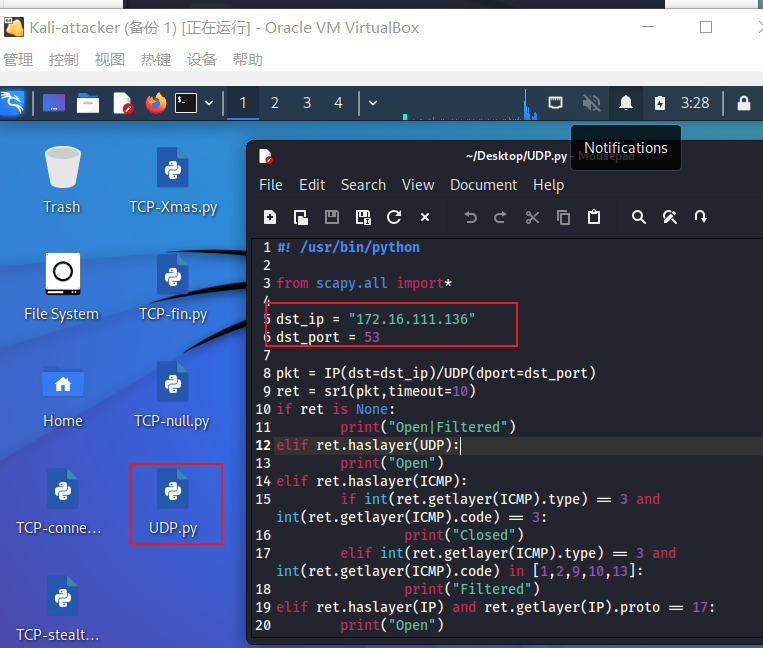 Kali-attacker (备份 1) [正在运行] - Oracle VM VirtualBox
管理 控制 视图 热键 设备 帮助
1 2 3 4 3:28
Notifications
~/Desktop/UDP.py - Mousepad
File Edit Search View Document Help
Trash
TCP-Xmas.py
File System
TCP-fin.py
Home
TCP-null.py
TCP-conne...
UDP.py
TCP-stealt...
1 #! /usr/bin/python
2
3 from scapy.all import*
4
5 dst_ip = "172.16.111.136"
6 dst_port = 53
7
8 pkt = IP(dst=dst_ip)/UDP(dport=dst_port)
9 ret = sr1(pkt,timeout=10)
10 if ret is None:
11 print("Open|Filtered")
12 elif ret.haslayer(UDP):
13 print("Open")
14 elif ret.haslayer(ICMP):
15 if int(ret.getlayer(ICMP).type) == 3 and
int(ret.getlayer(ICMP).code) == 3:
16 print("Closed")
17 elif int(ret.getlayer(ICMP).type) == 3 and
int(ret.getlayer(ICMP).code) in [1,2,9,10,13]:
18 print("Filtered")
19 elif ret.haslayer(IP) and ret.getlayer(IP).proto == 17:
20 print("Open")